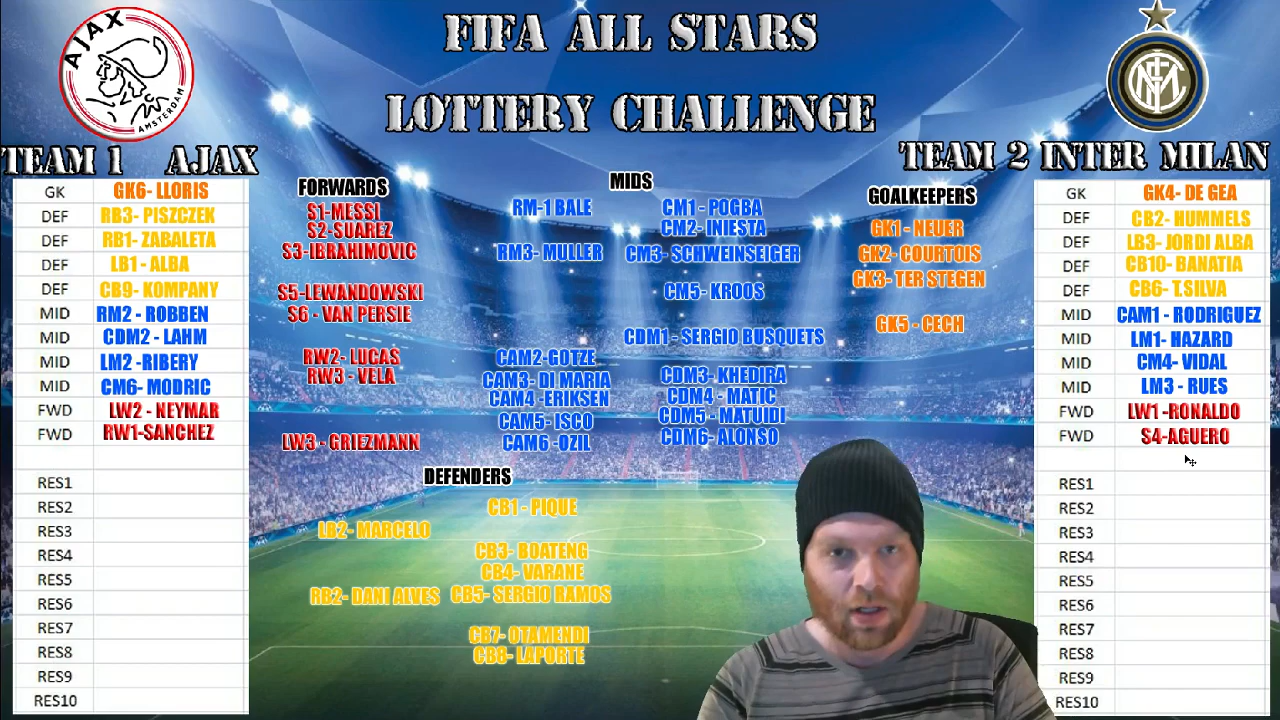 FIFA ALL STARS
LOTTERY CHALLENGE
AJAX
AMSTERDAM
TEAM 1 AJAX
GK GK6- LLORIS
DEF RB3- PISZCZEK
DEF RB1- ZABALETA
DEF LB1 - ALBA
DEF CB9- KOMPANY
MID RM2 - ROBBEN
MID CDM2 - LAHM
MID LM2 -RIBERY
MID CM6- MODRIC
FWD LW2 - NEYMAR
FWD RW1-SANCHEZ
RES1
RES2
RES3
RES4
RES5
RES6
RES7
RES8
RES9
RES10
FORWARDS
S1-MESSI
S2-SUAREZ
S3-IBRAHIMOVIC
S5-LEWANDOWSKI
S6 - VAN PERSIE
RW2- LUCAS
RW3 - VELA
LW3 - GRIEZMANN
MIDS
RM-1 BALE
RM3- MULLER
CAM2-GOTZE
CAM3- DI MARIA
CAM4 -ERIKSEN
CAM5- ISCO
CAM6 -OZIL
CM1 - POGBA
CM2- INIESTA
CM3- SCHWEINSEIGER
CM5- KROOS
CDM1 - SERGIO BUSQUETS
CDM3- KHEDIRA
CDM4 - MATIC
CDM5 - MATUIDI
CDM6- ALONSO
GOALKEEPERS
GK1 - NEUER
GK2- COURTOIS
GK3- TER STEGEN
GK5 - CECH
DEFENDERS
CB1 - PIQUE
LB2- MARCELO
CB3- BOATENG
CB4- VARANE
RB2- DANI ALVES
CB5- SERGIO RAMOS
CB7- OTAMENDI
CB8- LAPORTE
TEAM 2 INTER MILAN
GK GK4- DE GEA
DEF CB2- HUMMELS
DEF LB3- JORDI ALBA
DEF CB10- BANATIA
DEF CB6- T.SILVA
MID CAM1 - RODRIGUEZ
MID LM1- HAZARD
MID CM4- VIDAL
MID LM3 - RUES
FWD LW1 -RONALDO
FWD S4-AGUERO
RES1
RES2
RES3
RES4
RES5
RES6
RES7
RES8
RES9
RES10